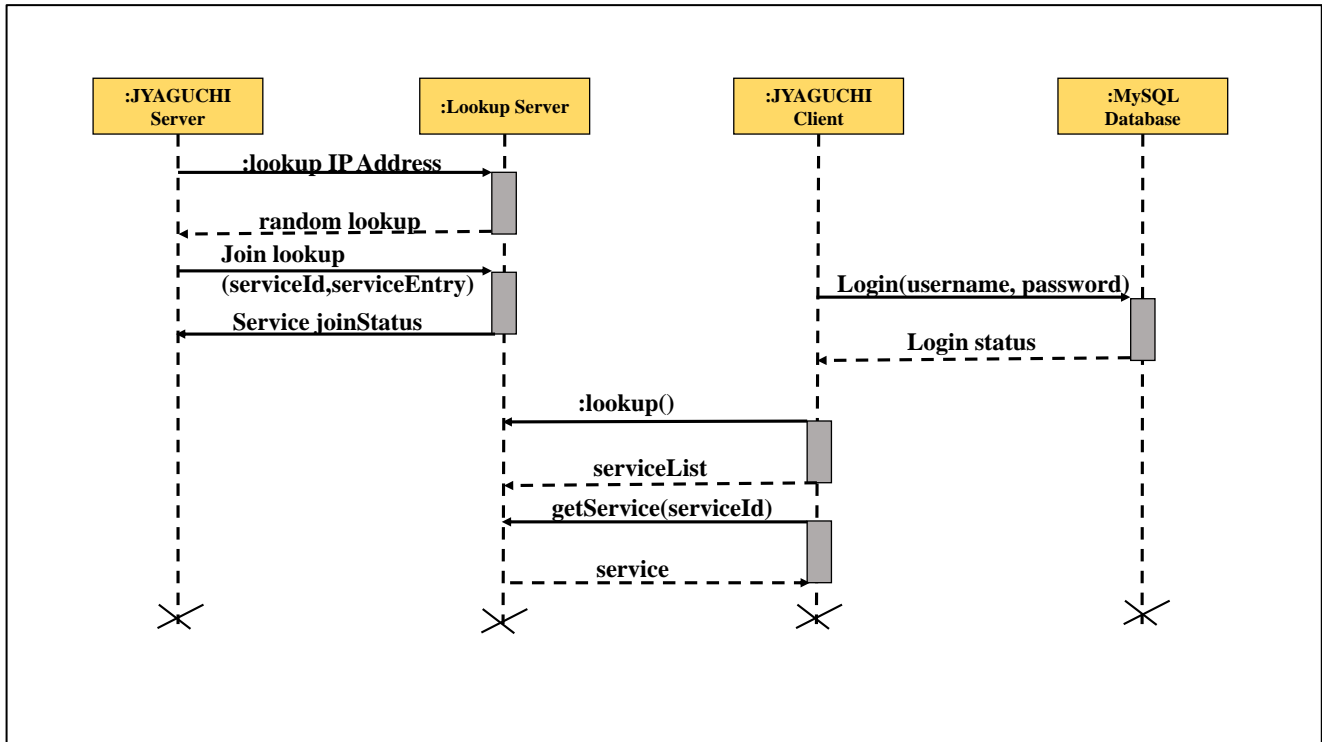 :JYAGUCHI
Server
:Lookup Server
:JYAGUCHI
Client
:MySQL
Database
:lookup IP Address
random lookup
Join lookup
(serviceId,serviceEntry)
Service joinStatus
Login(username, password)
Login status
:lookup()
serviceList
getService(serviceId)
service